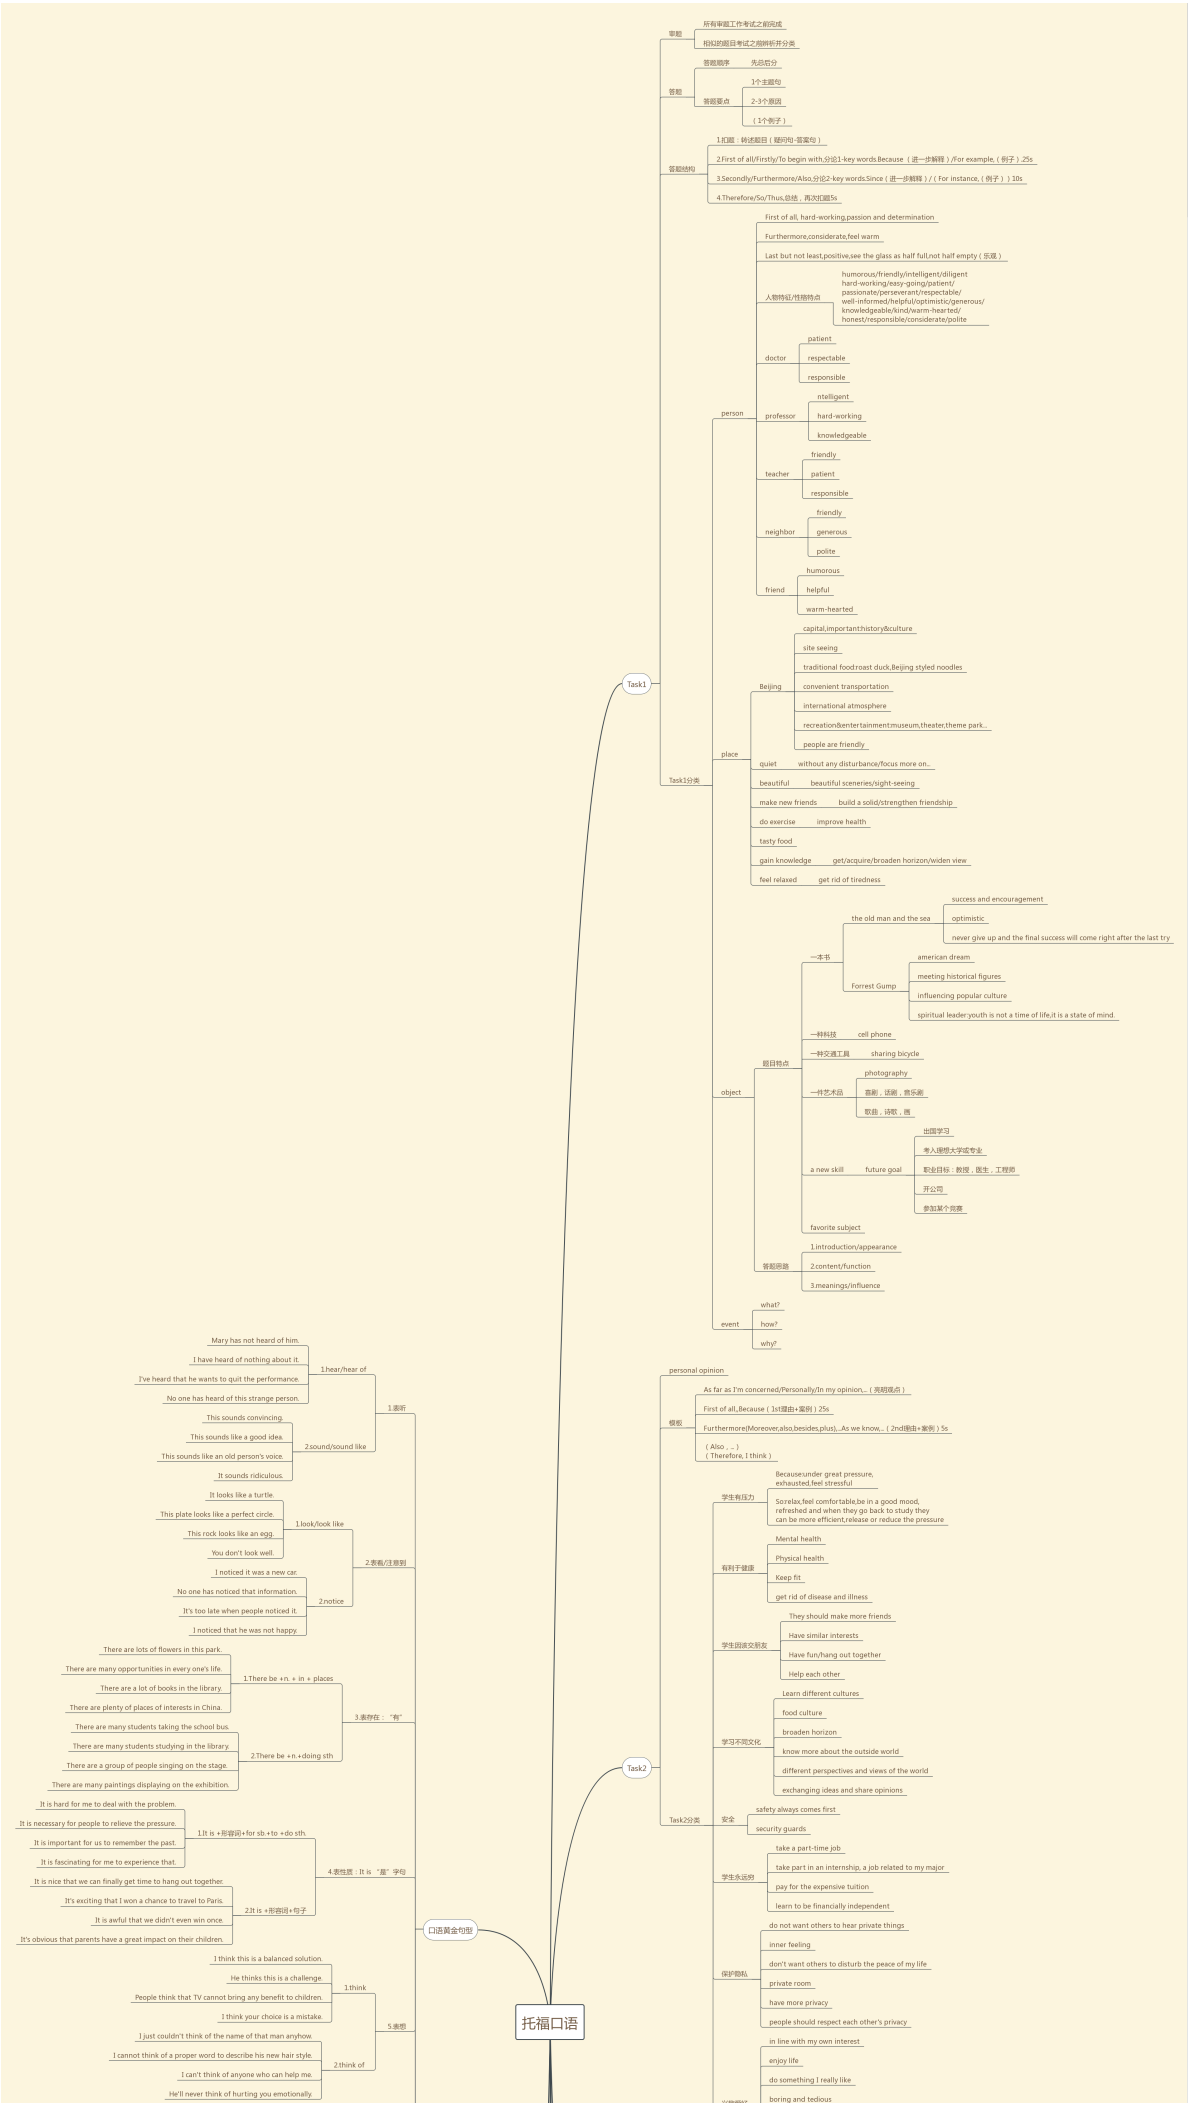 审题
所有审题工作考试之前完成
相似的题目考试之前辨析并分类
答题
答题顺序
先总后分
答题要点
1个主题句
2-3个原因
（1个例子）
答题结构
1.扣题：转述题目（疑问句-答案句）
2.First of all/Firstly/To begin with,分论1-key words.Because（进一步解释）/For example,（例子）.25s
3.Secondly/Furthermore/Also,分论2-key words.Since（进一步解释）/（For instance,（例子））10s
4.Therefore/So/Thus,总结，再次扣题5s
Task1
Task1分类
person
First of all, hard-working,passion and determination
Furthermore,considerate,feel warm
Last but not least,positive,see the glass as half full,not half empty（乐观）
人物特征/性格特点
humorous/friendly/intelligent/diligent
hard-working/easy-going/patient/
passionate/perseverant/respectable/
well-informed/helpful/optimistic/generous/
knowledgeable/kind/warm-hearted/
honest/responsible/considerate/polite
doctor
patient
respectable
responsible
professor
ntelligent
hard-working
knowledgeable
teacher
friendly
patient
responsible
neighbor
friendly
generous
polite
friend
humorous
helpful
warm-hearted
place
Beijing
capital,important:history&culture
site seeing
traditional food:roast duck,Beijing styled noodles
convenient transportation
international atmosphere
recreation&entertainment:museum,theater,theme park...
people are friendly
quiet
without any disturbance/focus more on...
beautiful
beautiful sceneries/sight-seeing
make new friends
build a solid/strengthen friendship
do exercise
improve health
tasty food
gain knowledge
get/acquire/broaden horizon/widen view
feel relaxed
get rid of tiredness
object
题目特点
一本书
the old man and the sea
success and encouragement
optimistic
never give up and the final success will come right after the last try
Forrest Gump
american dream
meeting historical figures
influencing popular culture
spiritual leader:youth is not a time of life,it is a state of mind.
一种科技
cell phone
一种交通工具
sharing bicycle
一件艺术品
photography
喜剧，话剧，音乐剧
歌曲，诗歌，画
a new skill
future goal
出国学习
考入理想大学或专业
职业目标：教授，医生，工程师
开公司
参加某个竞赛
favorite subject
答题思路
1.introduction/appearance
2.content/function
3.meanings/influence
event
what?
how?
why?
Task2
personal opinion
模板
As far as I'm concerned/Personally/In my opinion,...（亮明观点）
First of all,,Because（1st理由+案例）25s
Furthermore(Moreover,also,besides,plus),..As we know,..（2nd理由+案例）5s
（Also，...）
（Therefore, I think）
Task2分类
学生有压力
Because:under great pressure,
exhausted,feel stressful
So:relax,feel comfortable,be in a good mood,
refreshed and when they go back to study they
can be more efficient,release or reduce the pressure
有利于健康
Mental health
Physical health
Keep fit
get rid of disease and illness
学生因该交朋友
They should make more friends
Have similar interests
Have fun/hang out together
Help each other
学习不同文化
Learn different cultures
food culture
broaden horizon
know more about the outside world
different perspectives and views of the world
exchanging ideas and share opinions
安全
safety always comes first
security guards
学生永远穷
take a part-time job
take part in an internship, a job related to my major
pay for the expensive tuition
learn to be financially independent
保护隐私
do not want others to hear private things
inner feeling
don't want others to disturb the peace of my life
private room
have more privacy
people should respect each other's privacy
in line with my own interest
enjoy life
do something I really like
boring and tedious
托福口语
口语黄金句型
1.表听
1.hear/hear of
Mary has not heard of him.
I have heard of nothing about it.
I've heard that he wants to quit the performance.
No one has heard of this strange person.
2.sound/sound like
This sounds convincing.
This sounds like a good idea.
This sounds like an old person's voice.
It sounds ridiculous.
2.表看/注意到
1.look/look like
It looks like a turtle.
This plate looks like a perfect circle.
This rock looks like an egg.
You don't look well.
2.notice
I noticed it was a new car.
No one has noticed that information.
It's too late when people noticed it.
I noticed that he was not happy.
3.表存在：“有”
1.There be +n. + in + places
There are lots of flowers in this park.
There are many opportunities in every one's life.
There are a lot of books in the library.
There are plenty of places of interests in China.
2.There be +n.+doing sth
There are many students taking the school bus.
There are many students studying in the library.
There are a group of people singing on the stage.
There are many paintings displaying on the exhibition.
4.表性质：It is “是”字句
1.It is +形容词+for sb.+to +do sth.
It is hard for me to deal with the problem.
It is necessary for people to relieve the pressure.
It is important for us to remember the past.
It is fascinating for me to experience that.
2.It is +形容词+句子
It is nice that we can finally get time to hang out together.
It's exciting that I won a chance to travel to Paris.
It is awful that we didn't even win once.
It's obvious that parents have a great impact on their children.
5.表想
1.think
I think this is a balanced solution.
He thinks this is a challenge.
People think that TV cannot bring any benefit to children.
I think your choice is a mistake.
2.think of
I just couldn't think of the name of that man anyhow.
I cannot think of a proper word to describe his new hair style.
I can't think of anyone who can help me.
He'll never think of hurting you emotionally.